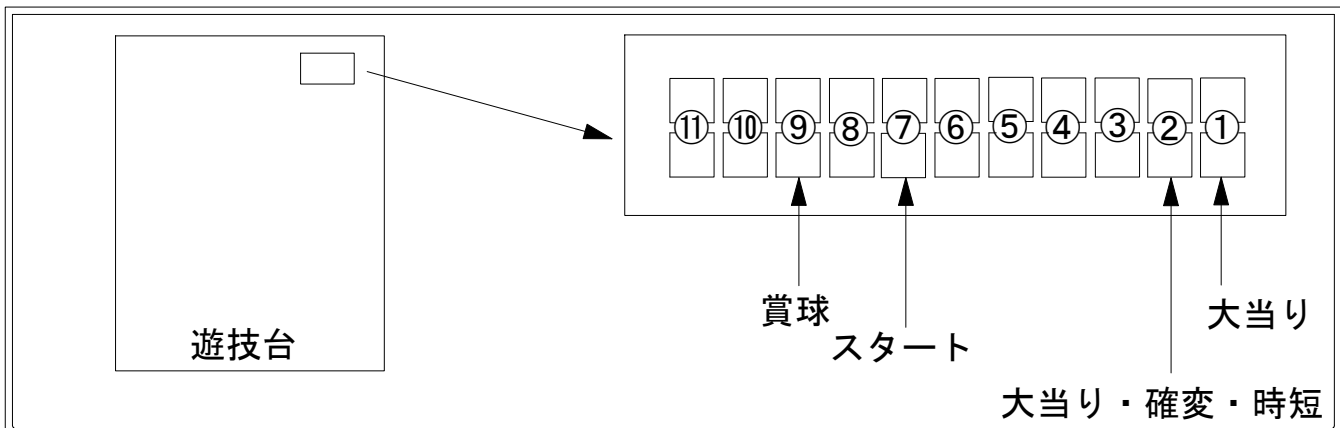 ⑪ ⑩ ⑨ ⑧ ⑦ ⑥ ⑤ ④ ③ ② ①
賞球
大当り
スタート
遊技台
大当り・確変・時短